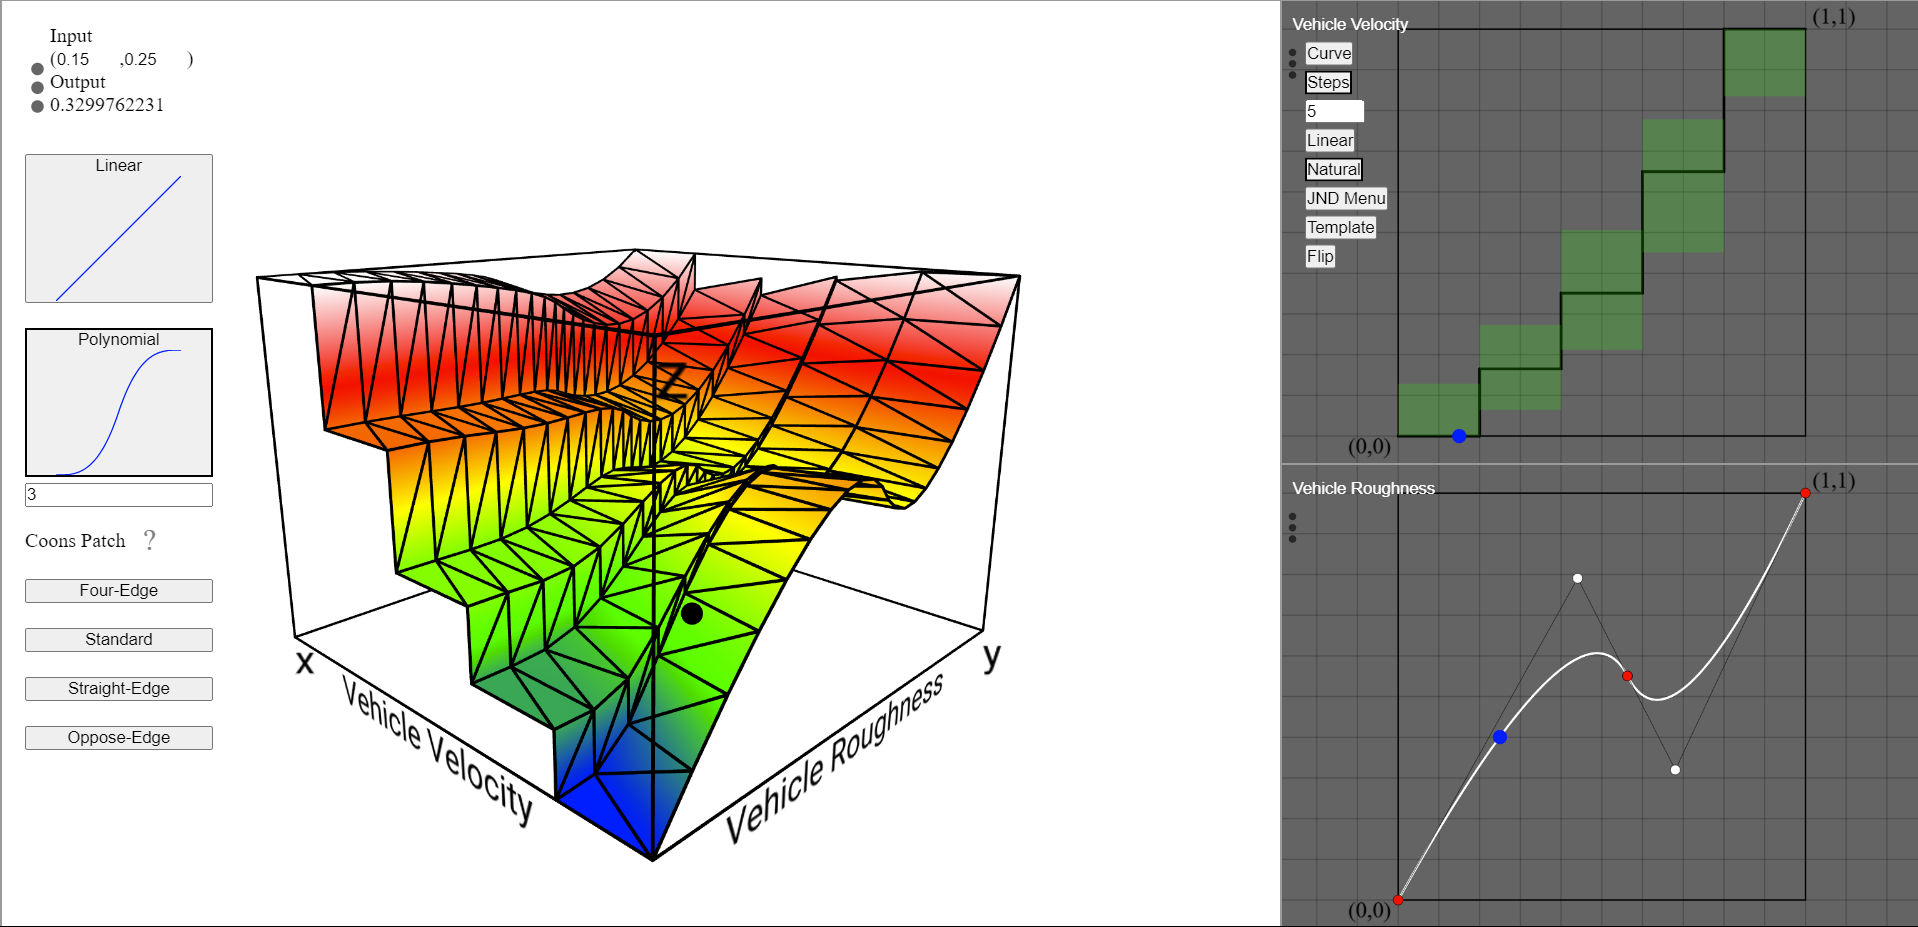 Input
(0.15 ,0.25 )
Output
0.3299762231
Linear
Polynomial
3
Coons Patch ?
Four-Edge
Standard
Straight-Edge
Oppose-Edge
Z
x
y
Vehicle Velocity
Vehicle Roughness
Vehicle Velocity
(1,1)
Curve
Steps
5
Linear
Natural
JND Menu
Template
Flip
(0,0)
Vehicle Roughness
(1,1)
(0,0)